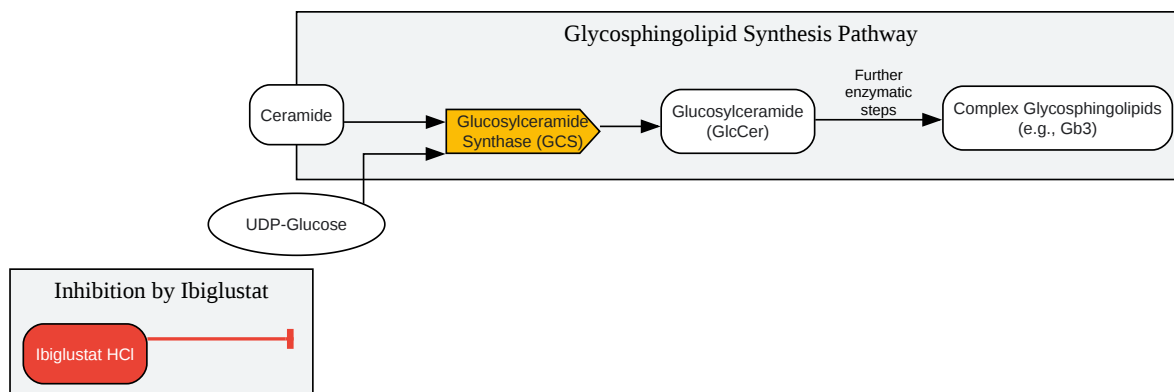 Glycosphingolipid Synthesis Pathway
Ceramide
Glucosylceramide
Synthase (GCS)
Glucosylceramide
(GlcCer)
Further
enzymatic
steps
Complex Glycosphingolipids
(e.g., Gb3)
UDP-Glucose
Inhibition by Ibiglustat
Ibiglustat HCl